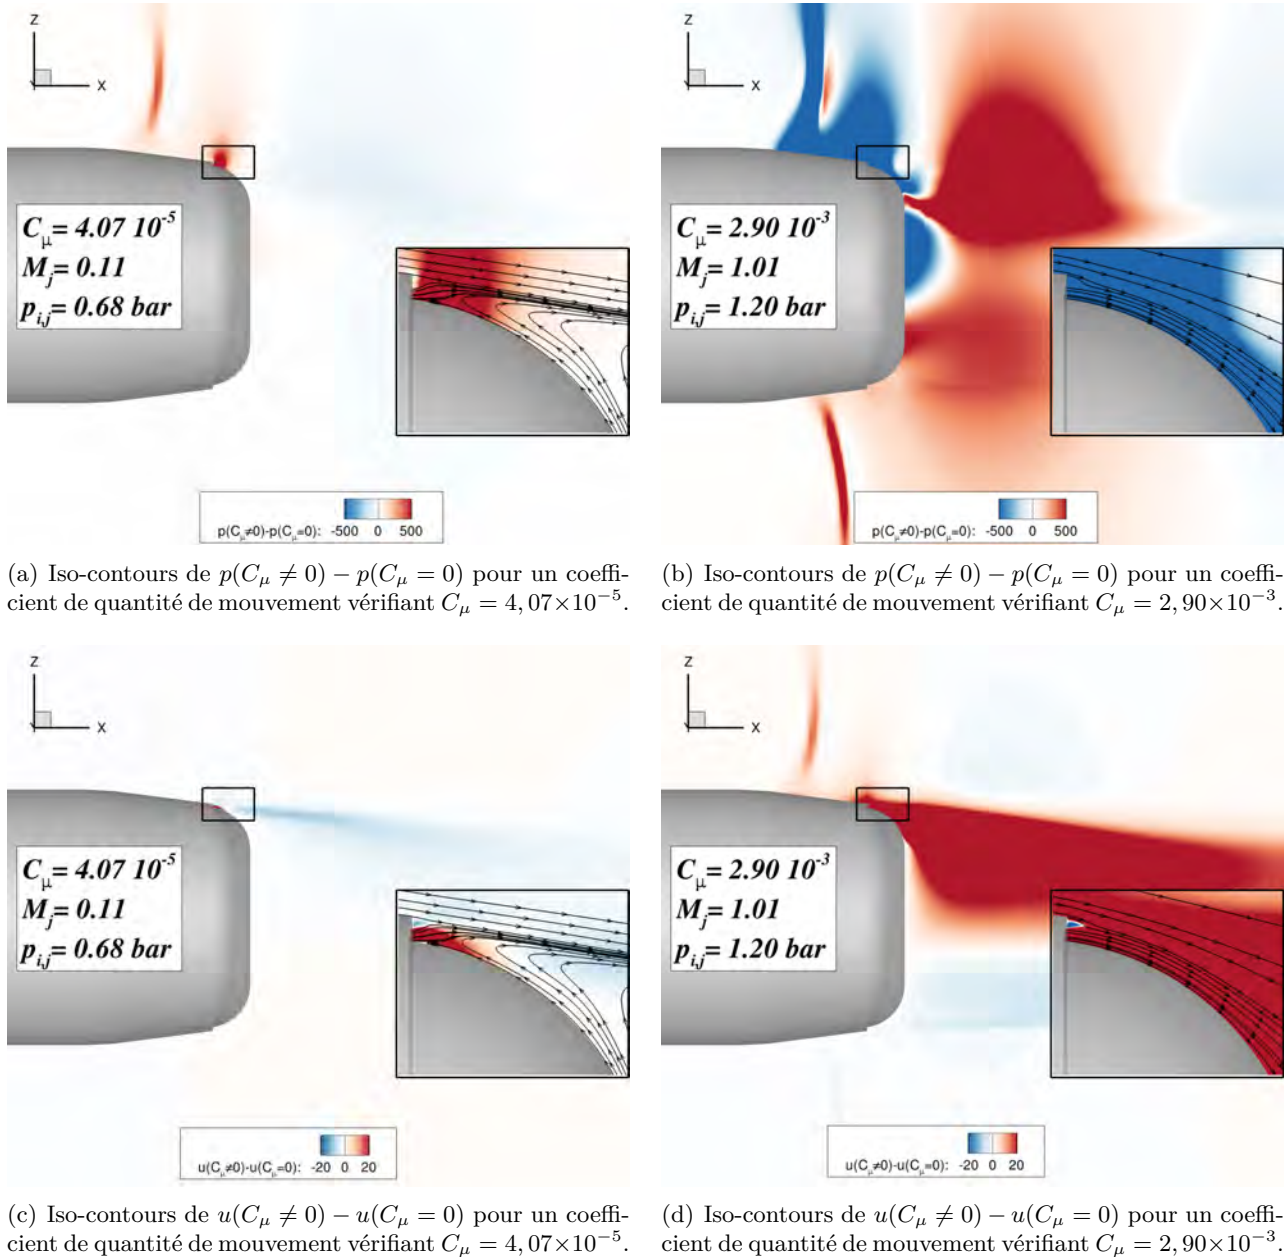 Z
X
C_μ = 4.07 10^-5
M_j = 0.11
p_i,j = 0.68 bar
p(C_μ≠0)-p(C_μ=0): -500 0 500
(a) Iso-contours de p(C_μ ≠ 0) − p(C_μ = 0) pour un coeffi-
cient de quantité de mouvement vérifiant C_μ = 4,07×10^−5.
Z
X
C_μ = 2.90 10^-3
M_j = 1.01
p_i,j = 1.20 bar
p(C_μ≠0)-p(C_μ=0): -500 0 500
(b) Iso-contours de p(C_μ ≠ 0) − p(C_μ = 0) pour un coeffi-
cient de quantité de mouvement vérifiant C_μ = 2,90×10^−3.
Z
X
C_μ = 4.07 10^-5
M_j = 0.11
p_i,j = 0.68 bar
u(C_μ≠0)-u(C_μ=0): -20 0 20
(c) Iso-contours de u(C_μ ≠ 0) − u(C_μ = 0) pour un coeffi-
cient de quantité de mouvement vérifiant C_μ = 4,07×10^−5.
Z
X
C_μ = 2.90 10^-3
M_j = 1.01
p_i,j = 1.20 bar
u(C_μ≠0)-u(C_μ=0): -20 0 20
(d) Iso-contours de u(C_μ ≠ 0) − u(C_μ = 0) pour un coeffi-
cient de quantité de mouvement vérifiant C_μ = 2,90×10^−3.